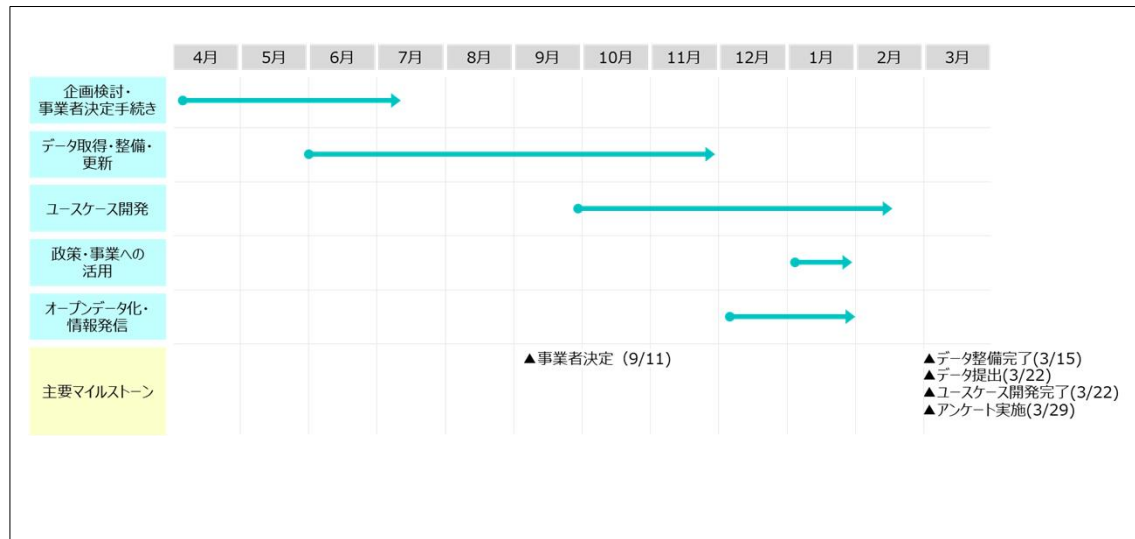 4月 5月 6月 7月 8月 9月 10月 11月 12月 1月 2月 3月
企画検討・
事業者決定手続き
データ取得・整備・
更新
ユースケース開発
政策・事業への
活用
オープンデータ化・
情報発信
主要マイルストーン
▲事業者決定（9/11）
▲データ整備完了(3/15)
▲データ提出(3/22)
▲ユースケース開発完了(3/22)
▲アンケート実施(3/29)